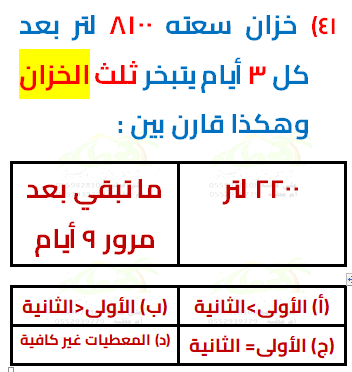 ٤١) خزان سعته ٨١٠٠ لتر بعد
كل ٣ أيام يتبخر ثلث الخزان
وهكذا قارن بين :
٢٢٠٠ لتر
ما تبقي بعد
مرور ٩ أيام
(أ) الأولى>الثانية
(ب) الأولى<الثانية
(ج) الأولى= الثانية
(د) المعطيات غير كافية